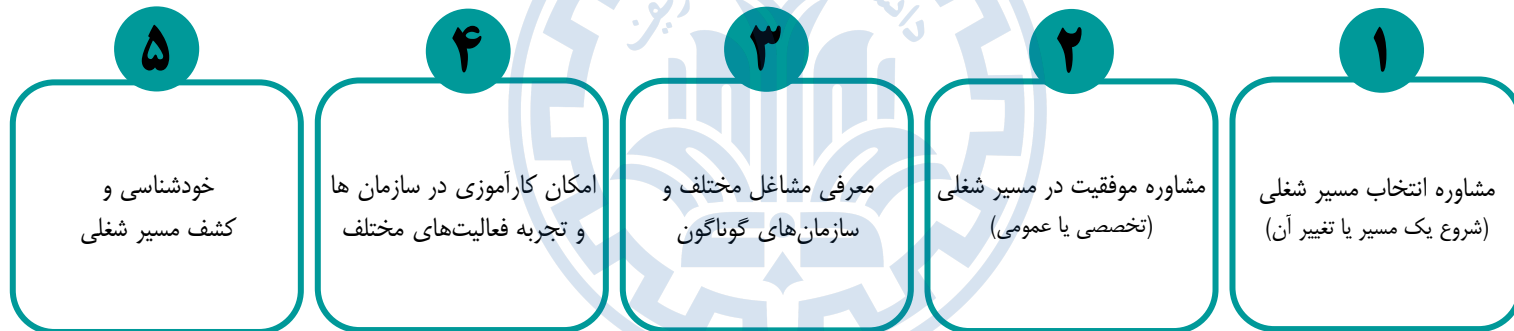 ۱
مشاوره انتخاب مسیر شغلی
(شروع یک مسیر یا تغییر آن)
۲
مشاوره موفقیت در مسیر شغلی
(تخصصی یا عمومی)
۳
معرفی مشاغل مختلف و
سازمان‌های گوناگون
۴
امکان کارآموزی در سازمان ها
و تجربه فعالیت‌های مختلف
۵
خودشناسی و
کشف مسیر شغلی